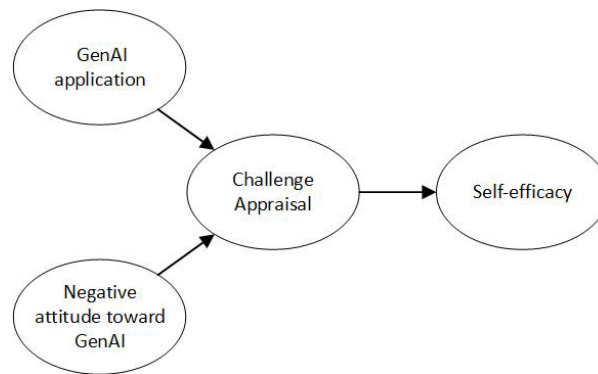 GenAI
application
Challenge
Appraisal
Self-efficacy
Negative
attitude toward
GenAI